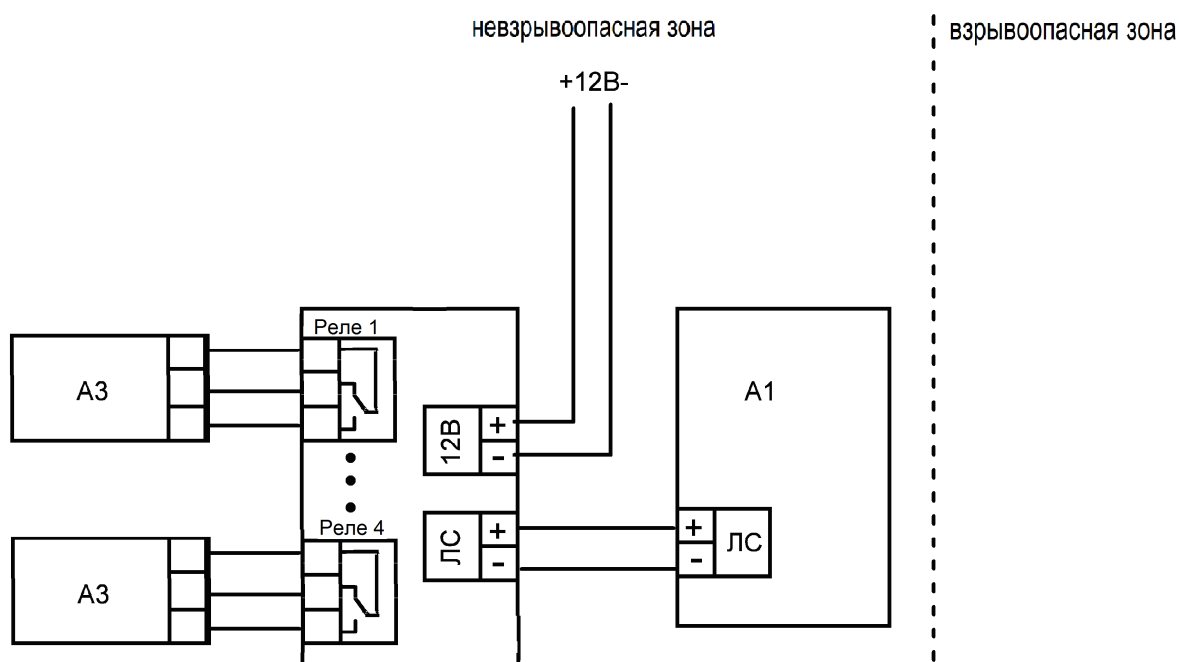 невзрывоопасная зона
взрывоопасная зона
+12В-
Реле 1
А3
А1
12В
+
-
Реле 4
ЛС
+
-
+
-
ЛС
А3